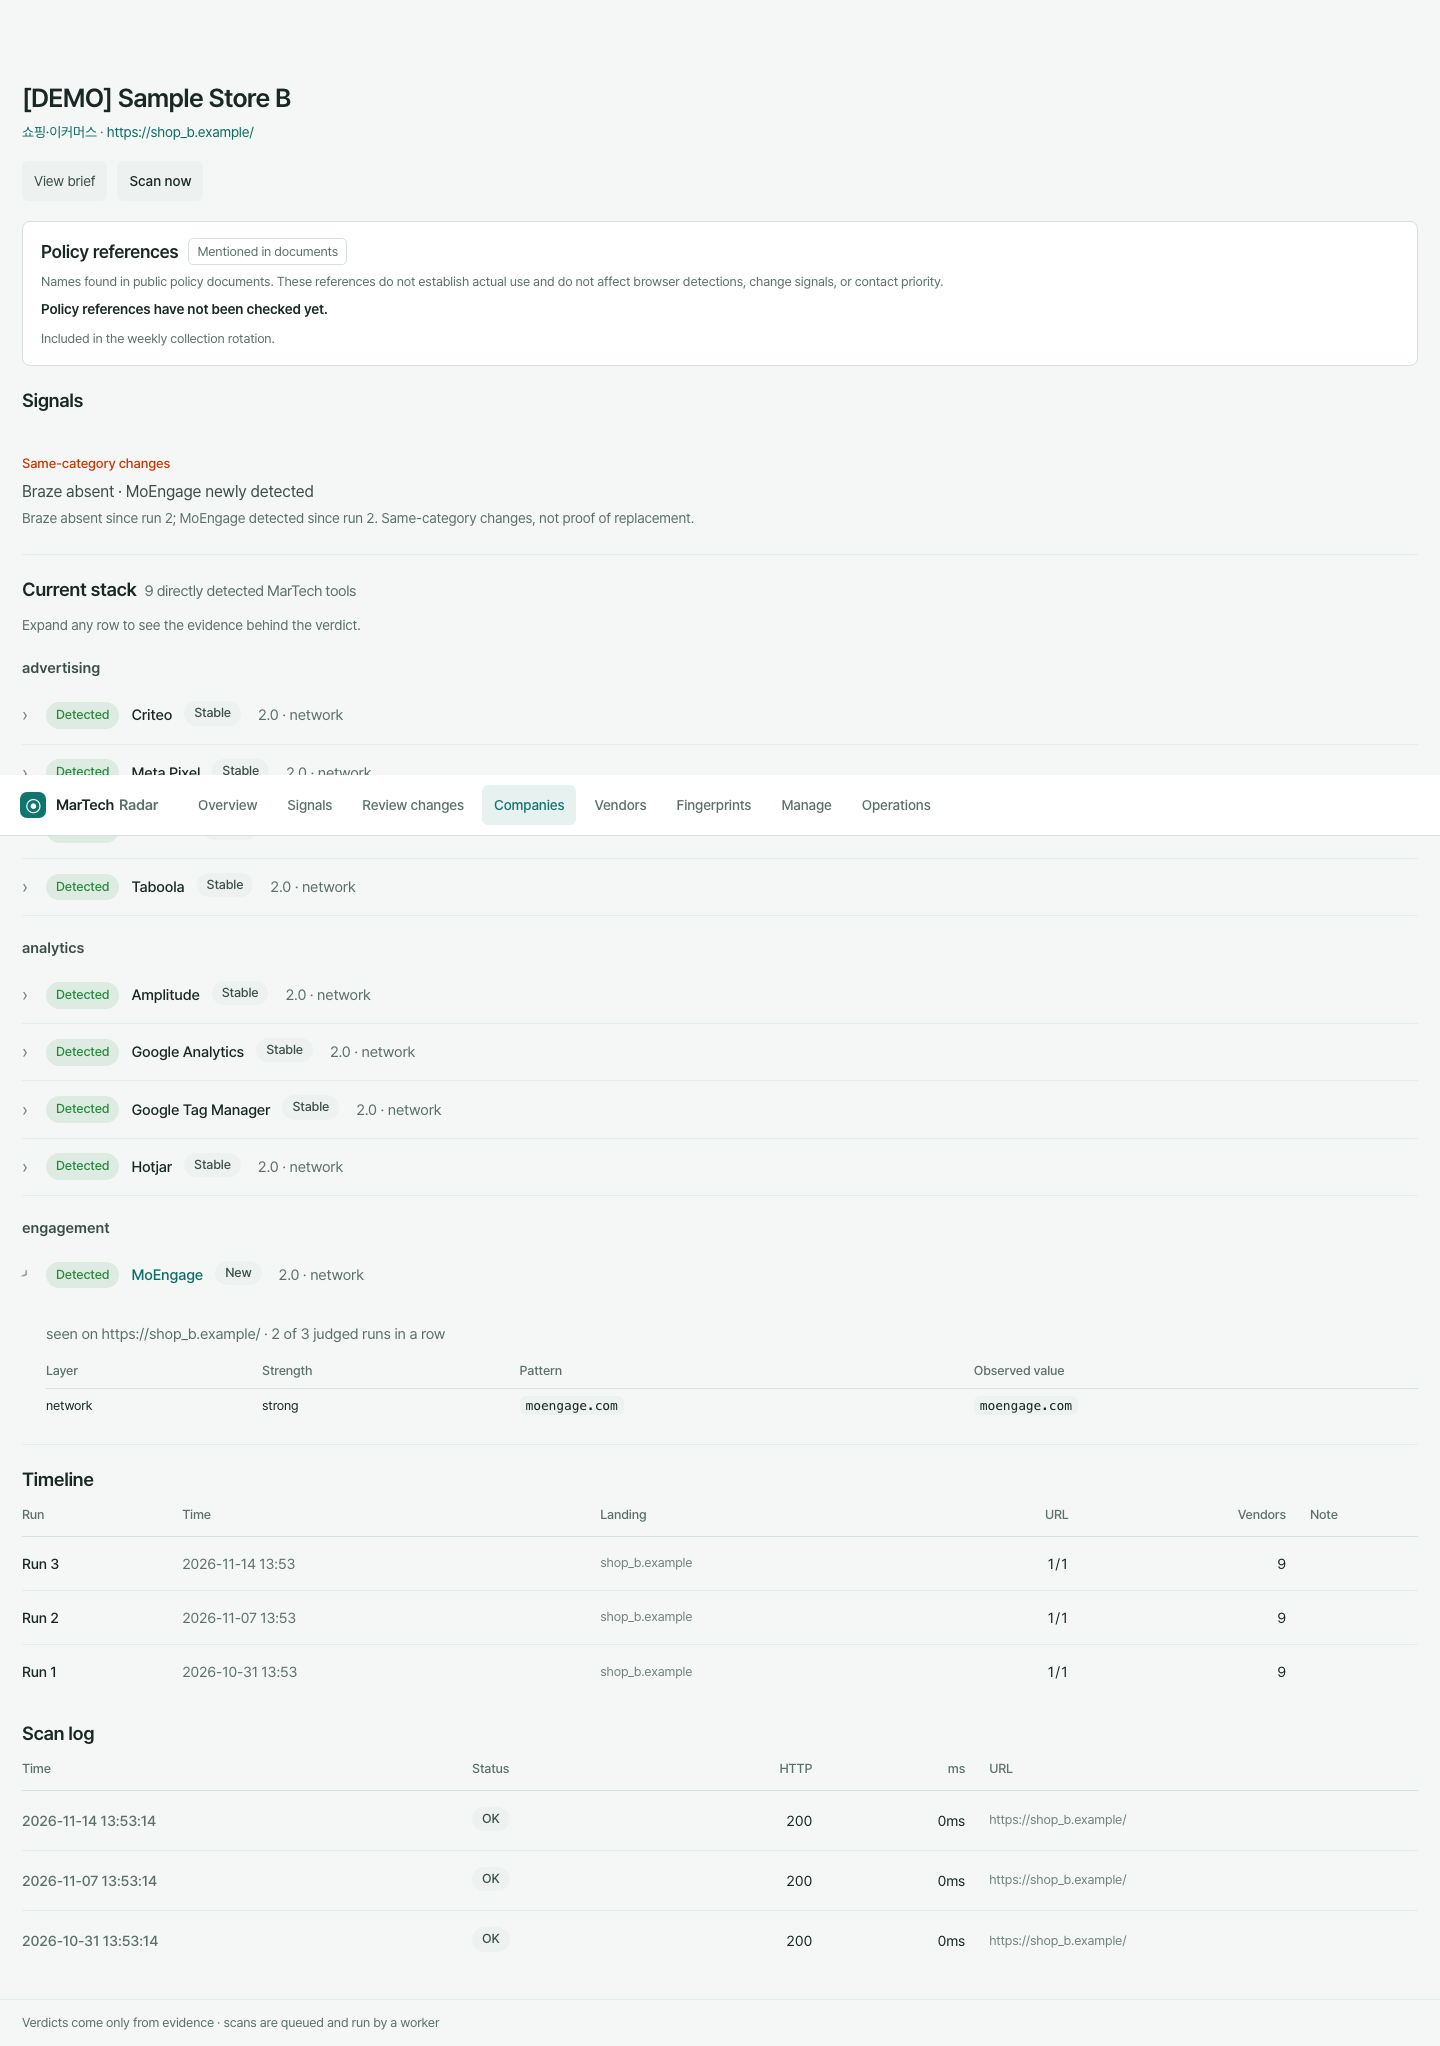 [DEMO] Sample Store B
쇼핑·이커머스 · https://shop_b.example/
View brief Scan now
Policy references Mentioned in documents
Names found in public policy documents. These references do not establish actual use and do not affect browser detections, change signals, or contact priority.
Policy references have not been checked yet.
Included in the weekly collection rotation.
Signals
Same-category changes
Braze absent · MoEngage newly detected
Braze absent since run 2; MoEngage detected since run 2. Same-category changes, not proof of replacement.
Current stack 9 directly detected MarTech tools
Expand any row to see the evidence behind the verdict.
advertising
Detected Criteo Stable 2.0 · network
Detected Meta Pixel Stable 2.0 · network
MarTech Radar Overview Signals Review changes Companies Vendors Fingerprints Manage Operations
Detected Taboola Stable 2.0 · network
analytics
Detected Amplitude Stable 2.0 · network
Detected Google Analytics Stable 2.0 · network
Detected Google Tag Manager Stable 2.0 · network
Detected Hotjar Stable 2.0 · network
engagement
Detected MoEngage New 2.0 · network
seen on https://shop_b.example/ · 2 of 3 judged runs in a row
Layer Strength Pattern Observed value
network strong moengage.com moengage.com
Timeline
Run Time Landing URL Vendors Note
Run 3 2026-11-14 13:53 shop_b.example 1/1 9
Run 2 2026-11-07 13:53 shop_b.example 1/1 9
Run 1 2026-10-31 13:53 shop_b.example 1/1 9
Scan log
Time Status HTTP ms URL
2026-11-14 13:53:14 OK 200 0ms https://shop_b.example/
2026-11-07 13:53:14 OK 200 0ms https://shop_b.example/
2026-10-31 13:53:14 OK 200 0ms https://shop_b.example/
Verdicts come only from evidence · scans are queued and run by a worker